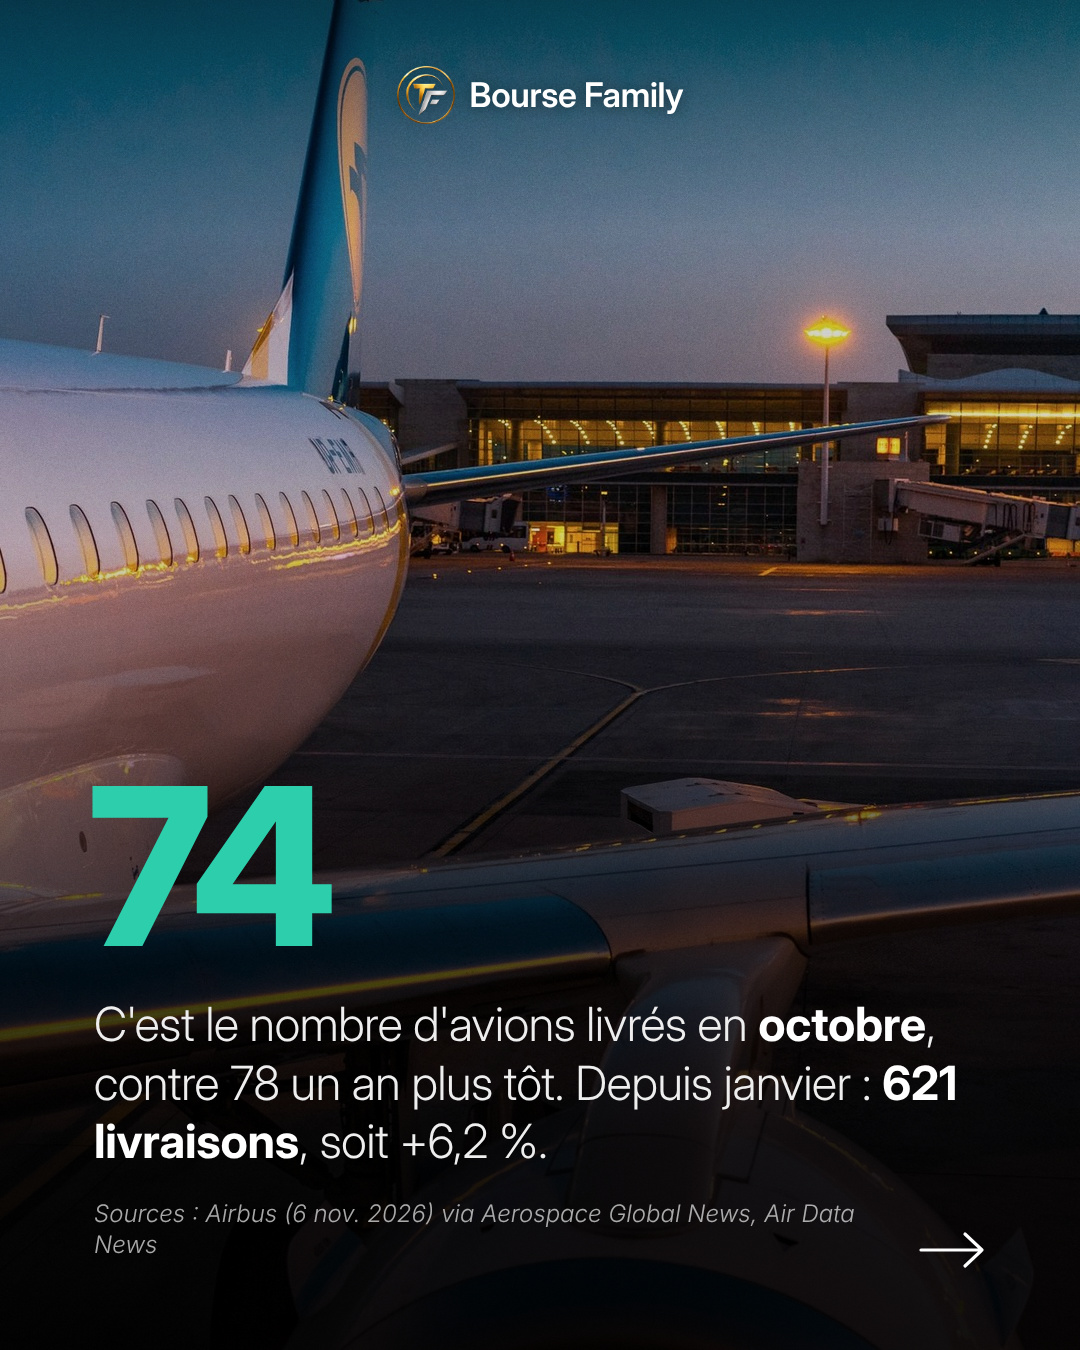 Bourse Family
74
C'est le nombre d'avions livrés en octobre,
contre 78 un an plus tôt. Depuis janvier : 621
livraisons, soit +6,2 %.
Sources : Airbus (6 nov. 2026) via Aerospace Global News, Air Data
News